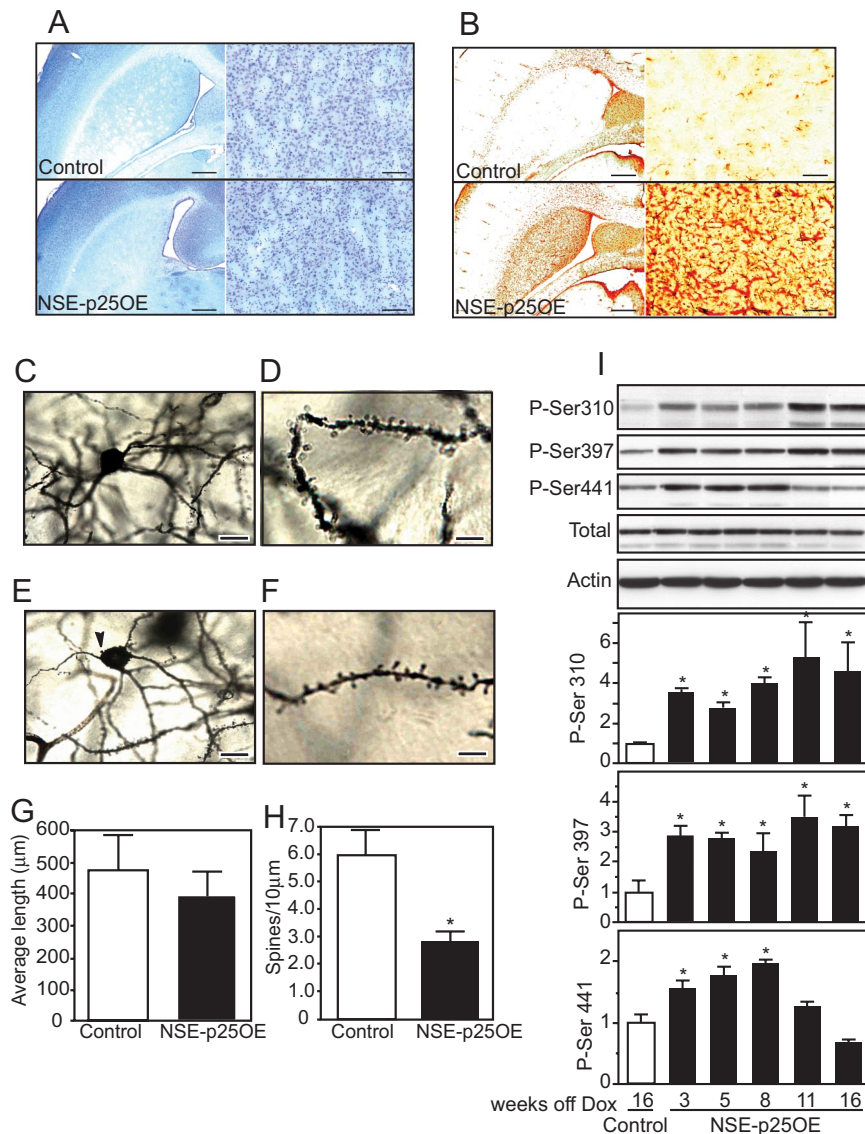 A
Control
NSE-p25OE
B
Control
NSE-p25OE
C
D
E
F
G
Average length (μm)
600
500
400
300
200
100
0
Control
NSE-p25OE
H
Spines/10μm
7.0
6.0
5.0
4.0
3.0
2.0
1.0
0
*
Control
NSE-p25OE
I
P-Ser310
P-Ser397
P-Ser441
Total
Actin
P-Ser 310
6
4
2
0
* * * * *
P-Ser 397
4
3
2
1
0
* * * * *
P-Ser 441
2
1
0
* * *
weeks off Dox 16 3 5 8 11 16
Control NSE-p25OE